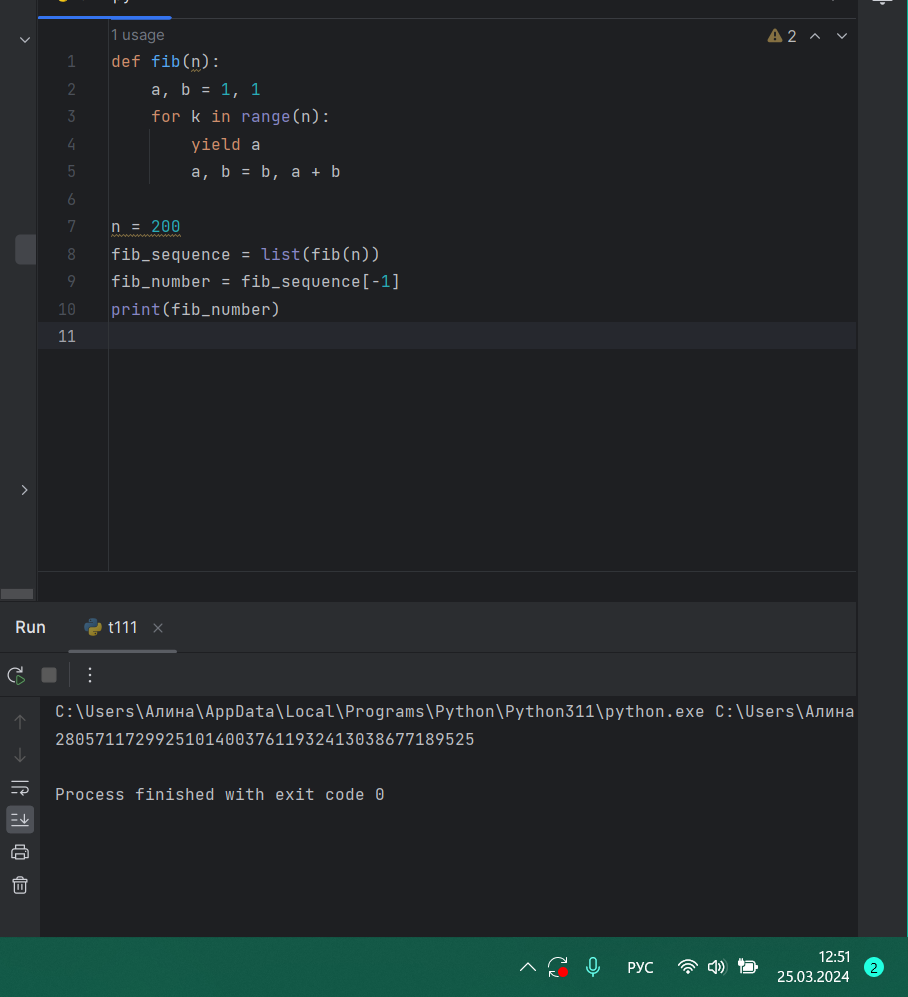 1 usage
2
1 def fib(n):
2 a, b = 1, 1
3 for k in range(n):
4 yield a
5 a, b = b, a + b
6
7 n = 200
8 fib_sequence = list(fib(n))
9 fib_number = fib_sequence[-1]
10 print(fib_number)
11
Run t111
C:\Users\Алина\AppData\Local\Programs\Python\Python311\python.exe C:\Users\Алина
280571172992510140037611932413038677189525
Process finished with exit code 0
РУС
12:51
25.03.2024
2